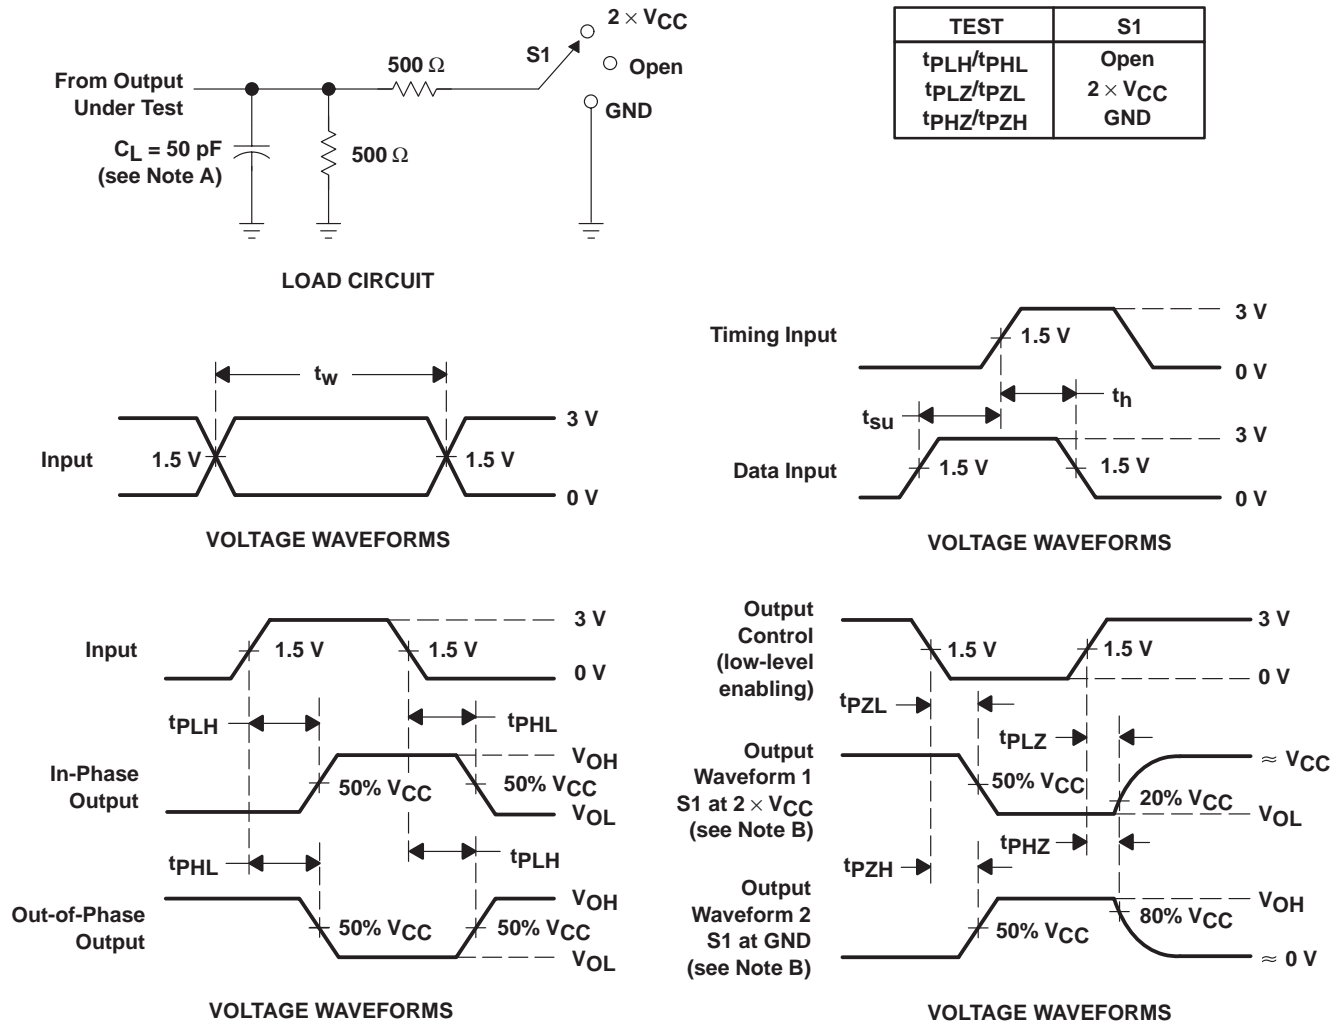 2 × VCC
S1
Open
GND
500 Ω
From Output
Under Test
CL = 50 pF
(see Note A)
500 Ω
LOAD CIRCUIT
TEST S1
tPLH/tPHL Open
tPLZ/tPZL 2 × VCC
tPHZ/tPZH GND
tw
3 V
Input 1.5 V 1.5 V
0 V
VOLTAGE WAVEFORMS
3 V
Timing Input 1.5 V
0 V
tsu th
3 V
Data Input 1.5 V 1.5 V
0 V
VOLTAGE WAVEFORMS
3 V
Input 1.5 V 1.5 V
0 V
tPLH tPHL
VOH
In-Phase
Output
50% VCC 50% VCC
VOL
tPHL tPLH
VOH
Out-of-Phase
Output
50% VCC 50% VCC
VOL
VOLTAGE WAVEFORMS
Output
Control
(low-level
enabling)
3 V
1.5 V 1.5 V
0 V
tPZL
tPLZ
Output
Waveform 1
S1 at 2 × VCC
(see Note B)
≈ VCC
50% VCC 20% VCC
VOL
tPHZ
tPZH
Output
Waveform 2
S1 at GND
(see Note B)
VOH
50% VCC 80% VCC
≈ 0 V
VOLTAGE WAVEFORMS